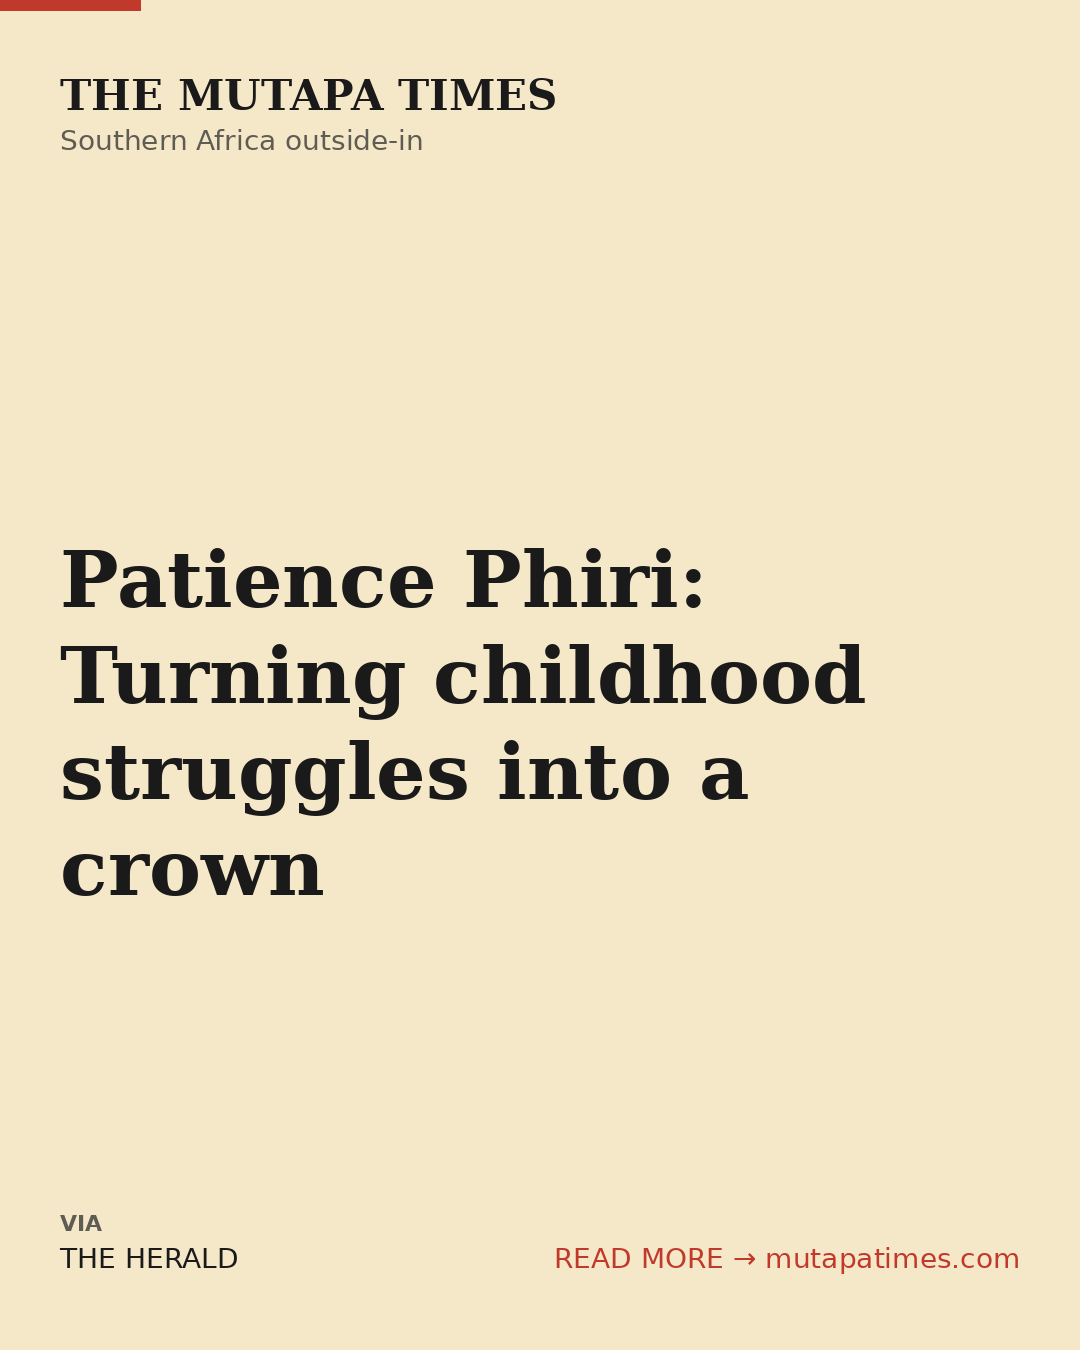 THE MUTAPA TIMES
Southern Africa outside-in
Patience Phiri:
Turning childhood
struggles into a
crown
VIA
THE HERALD
READ MORE → mutapatimes.com